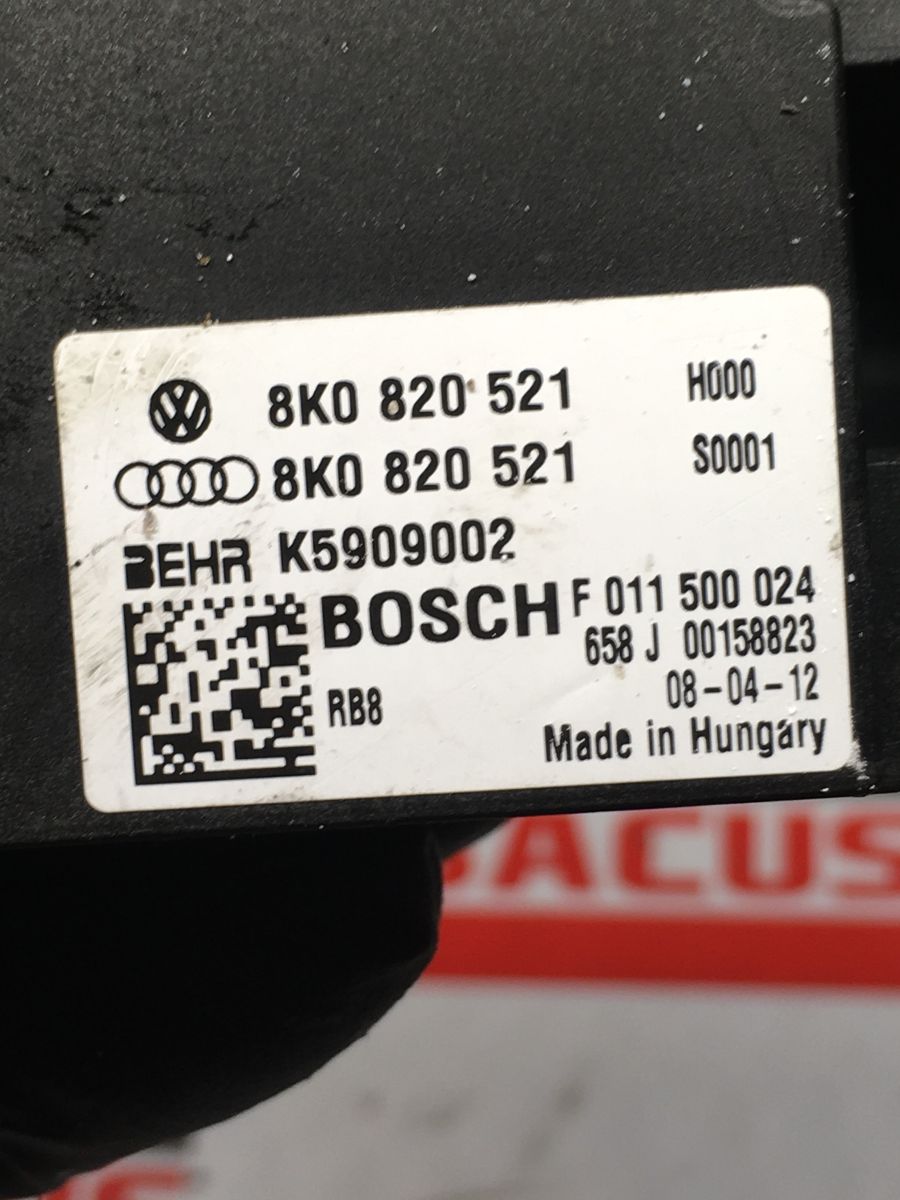 8K0 820 521 H000
8K0 820 521 S0001
BEHR K5909002
BOSCH F 011 500 024
658 J 00158823
RB8 08-04-12
Made in Hungary
ACUS